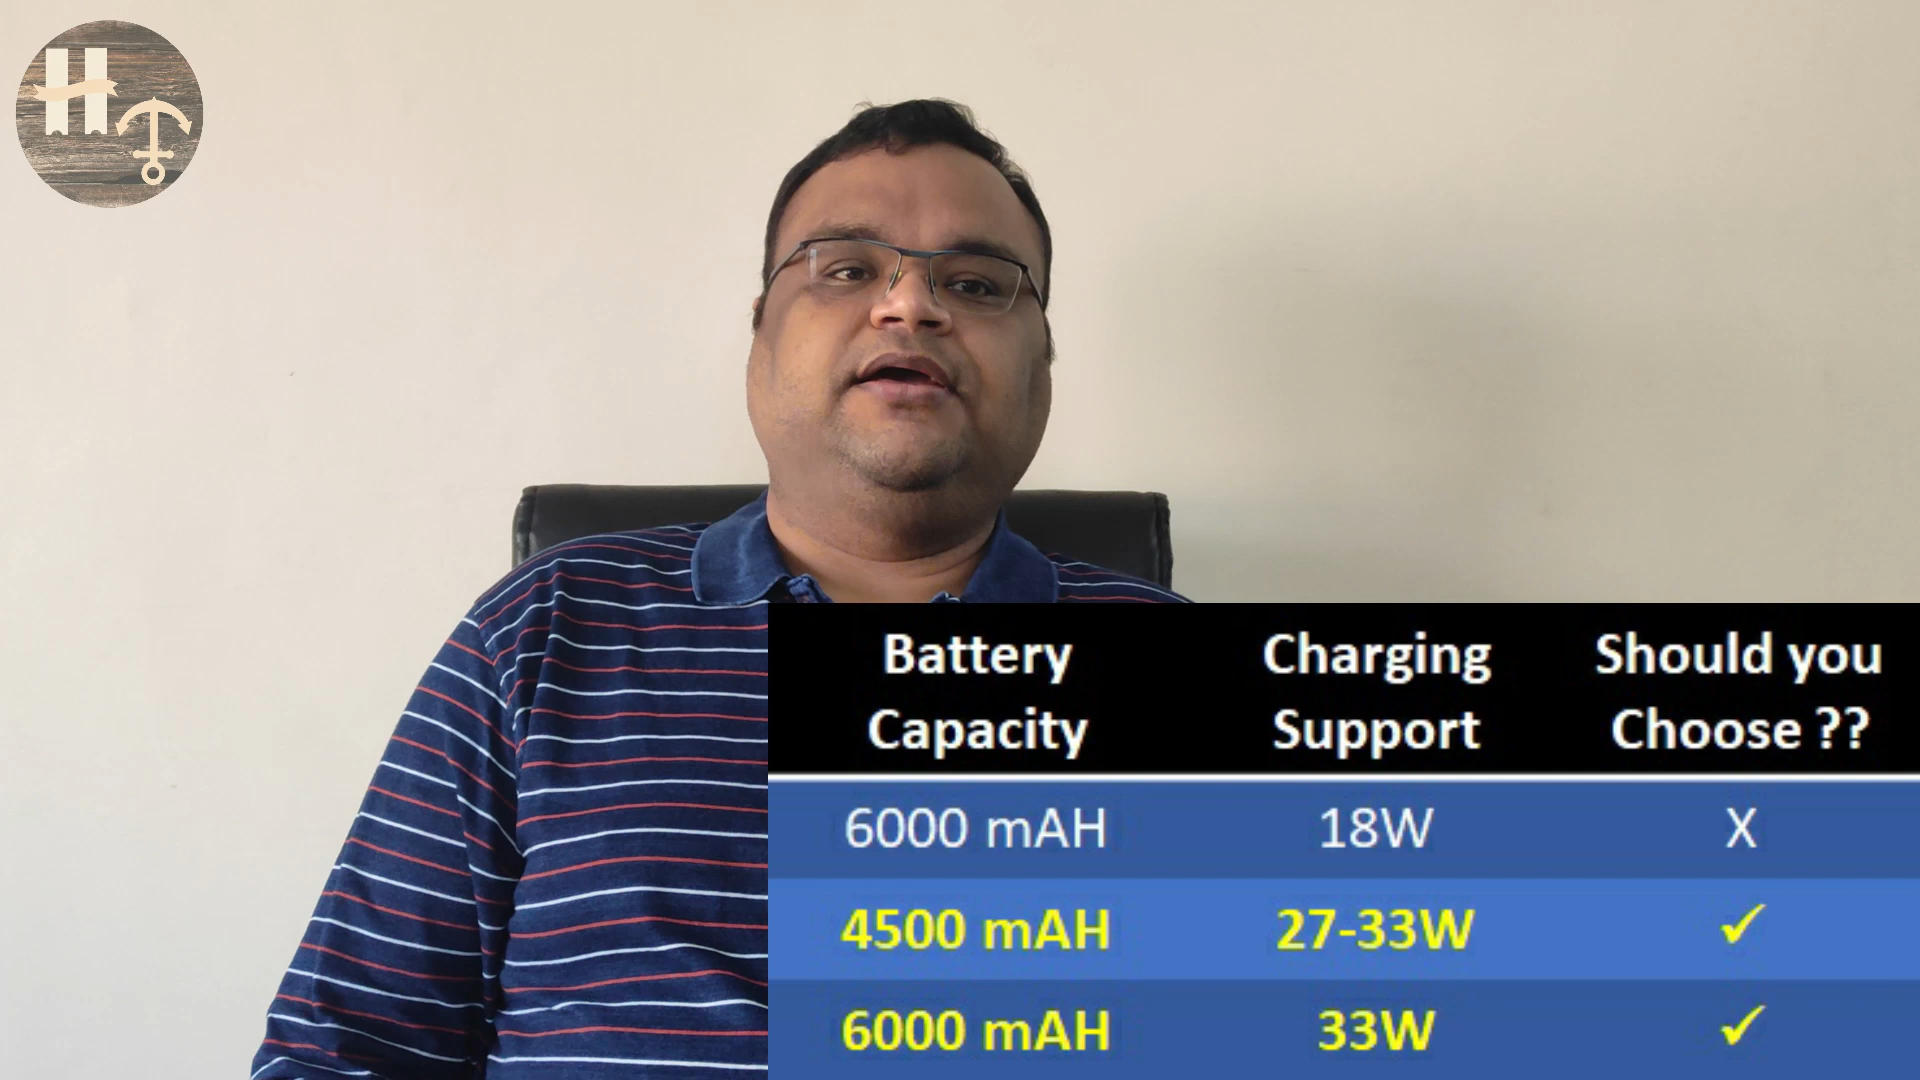 H
Battery Capacity
Charging Support
Should you Choose ??
6000 mAH 18W X
4500 mAH 27-33W ✓
6000 mAH 33W ✓